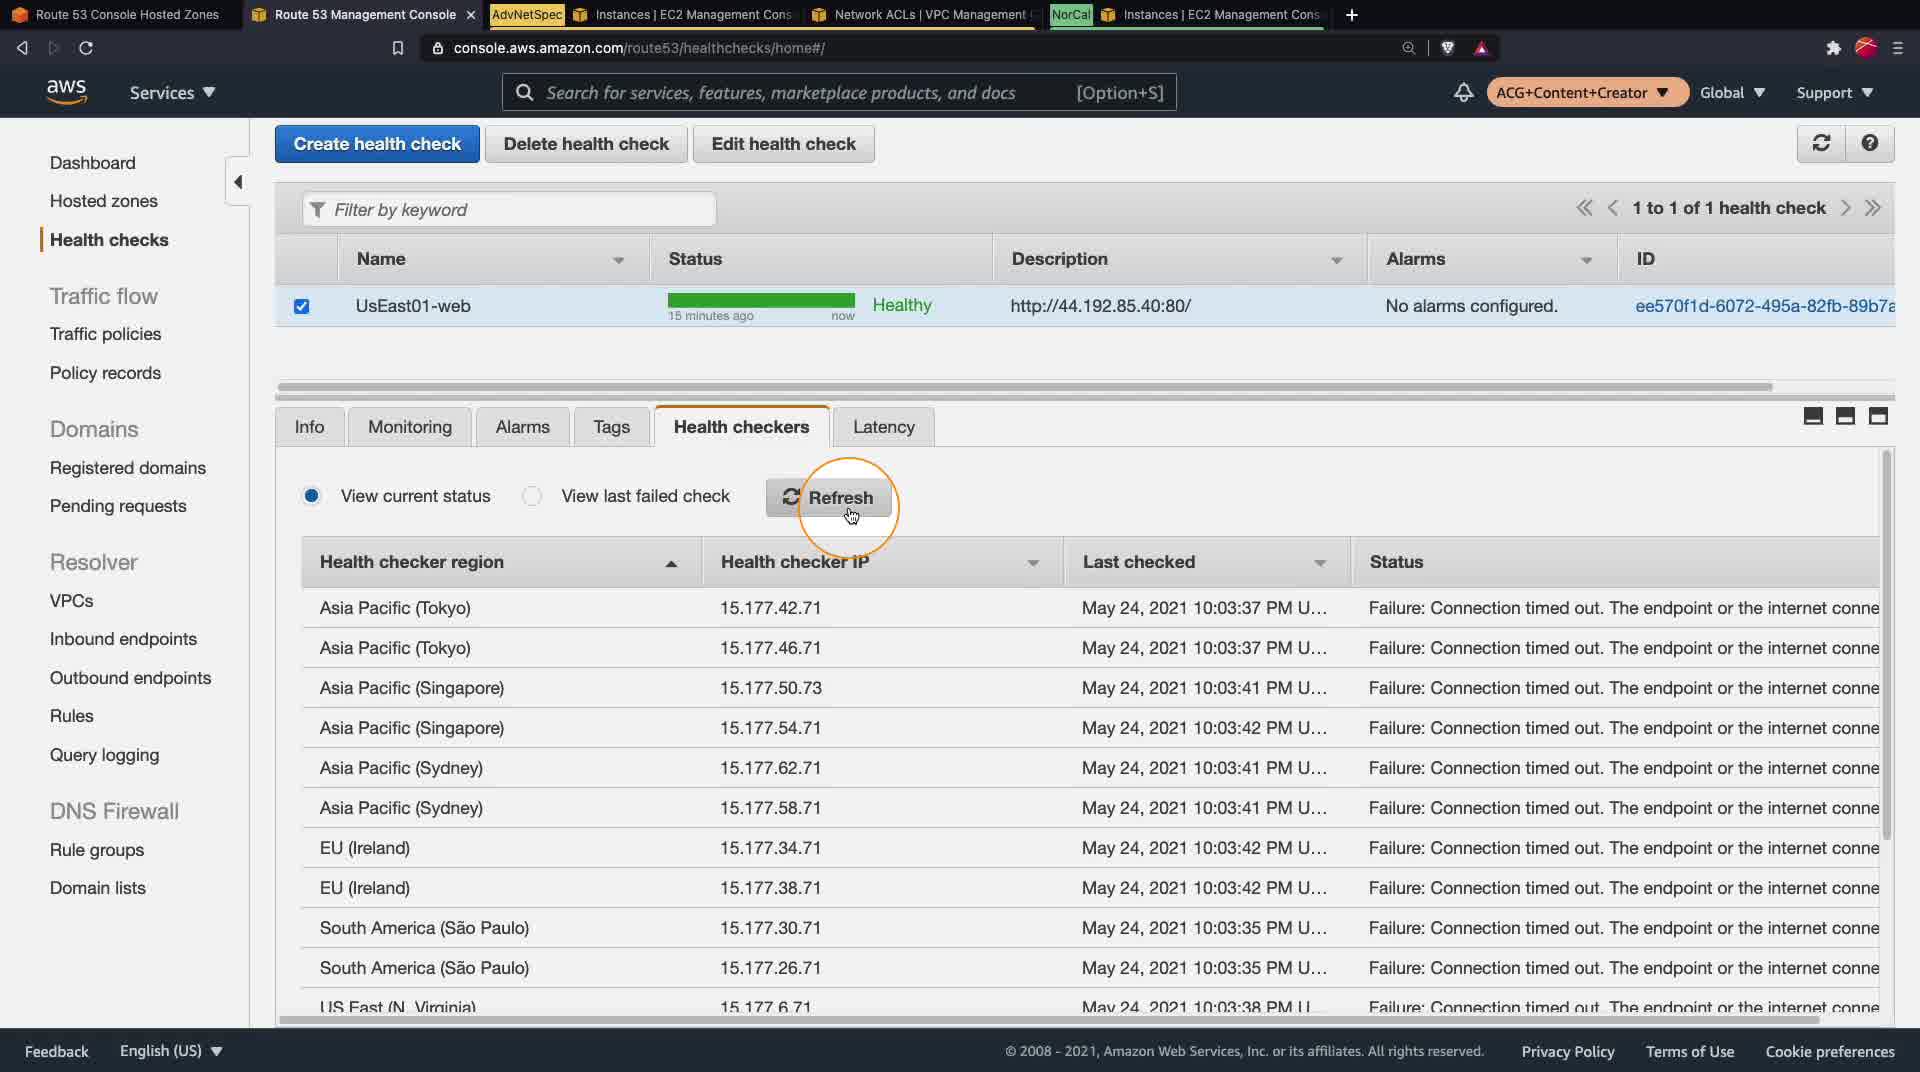 Route 53 Console Hosted Zones
Route 53 Management Console
AdvNetSpec
Instances | EC2 Management Cons
Network ACLs | VPC Management
NorCal
Instances | EC2 Management Cons
console.aws.amazon.com/route53/healthchecks/home#/
aws
Services
Search for services, features, marketplace products, and docs
[Option+S]
ACG+Content+Creator
Global
Support
Dashboard
Hosted zones
Health checks
Traffic flow
Traffic policies
Policy records
Domains
Registered domains
Pending requests
Resolver
VPCs
Inbound endpoints
Outbound endpoints
Rules
Query logging
DNS Firewall
Rule groups
Domain lists
Create health check
Delete health check
Edit health check
Filter by keyword
1 to 1 of 1 health check
Name Status Description Alarms ID
UsEast01-web Healthy http://44.192.85.40:80/ No alarms configured. ee570f1d-6072-495a-82fb-89b7a
15 minutes ago now
Info Monitoring Alarms Tags Health checkers Latency
View current status View last failed check Refresh
Health checker region Health checker IP Last checked Status
Asia Pacific (Tokyo) 15.177.42.71 May 24, 2021 10:03:37 PM U... Failure: Connection timed out. The endpoint or the internet conne
Asia Pacific (Tokyo) 15.177.46.71 May 24, 2021 10:03:37 PM U... Failure: Connection timed out. The endpoint or the internet conne
Asia Pacific (Singapore) 15.177.50.73 May 24, 2021 10:03:41 PM U... Failure: Connection timed out. The endpoint or the internet conne
Asia Pacific (Singapore) 15.177.54.71 May 24, 2021 10:03:42 PM U... Failure: Connection timed out. The endpoint or the internet conne
Asia Pacific (Sydney) 15.177.62.71 May 24, 2021 10:03:41 PM U... Failure: Connection timed out. The endpoint or the internet conne
Asia Pacific (Sydney) 15.177.58.71 May 24, 2021 10:03:41 PM U... Failure: Connection timed out. The endpoint or the internet conne
EU (Ireland) 15.177.34.71 May 24, 2021 10:03:42 PM U... Failure: Connection timed out. The endpoint or the internet conne
EU (Ireland) 15.177.38.71 May 24, 2021 10:03:42 PM U... Failure: Connection timed out. The endpoint or the internet conne
South America (São Paulo) 15.177.30.71 May 24, 2021 10:03:35 PM U... Failure: Connection timed out. The endpoint or the internet conne
South America (São Paulo) 15.177.26.71 May 24, 2021 10:03:35 PM U... Failure: Connection timed out. The endpoint or the internet conne
US East (N. Virginia) 15.177.6.71 May 24, 2021 10:03:38 PM U... Failure: Connection timed out. The endpoint or the internet conne
Feedback English (US) © 2008 - 2021, Amazon Web Services, Inc. or its affiliates. All rights reserved. Privacy Policy Terms of Use Cookie preferences